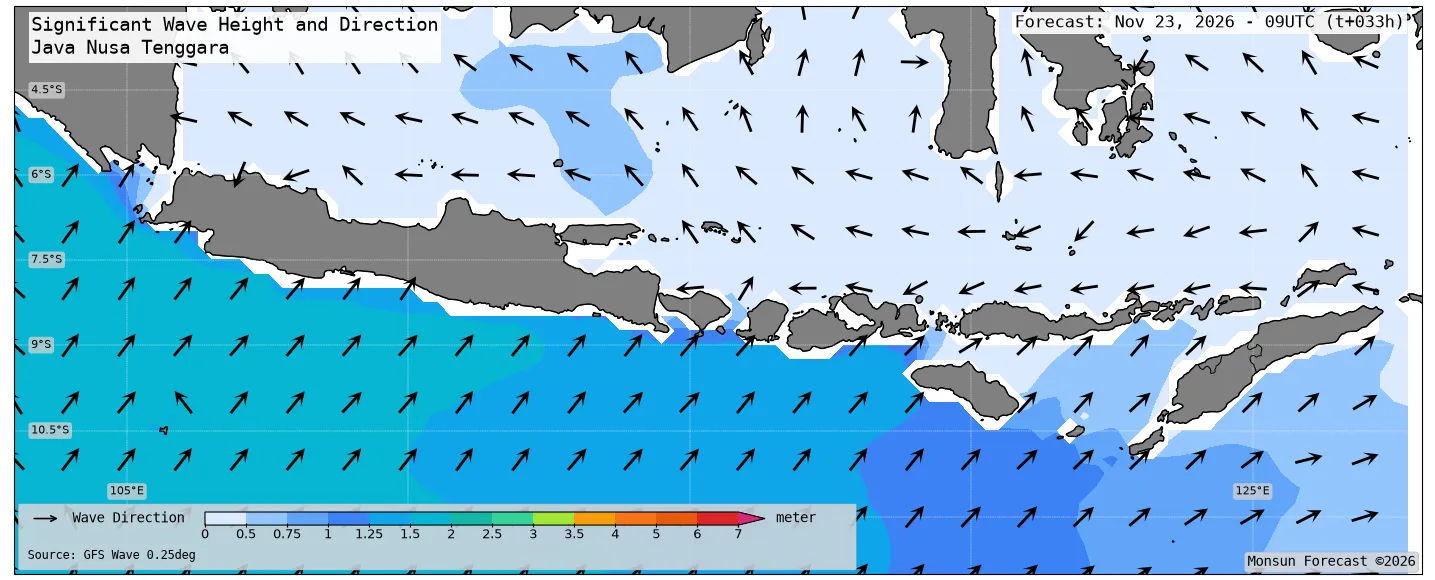 Significant Wave Height and Direction
Java Nusa Tenggara
Forecast: Nov 23, 2026 - 09UTC (t+033h)
4.5°S
6°S
7.5°S
9°S
10.5°S
105°E
125°E
Wave Direction
meter
0 0.5 0.75 1 1.25 1.5 2 2.5 3 3.5 4 5 6 7
Source: GFS Wave 0.25deg
Monsun Forecast ©2026